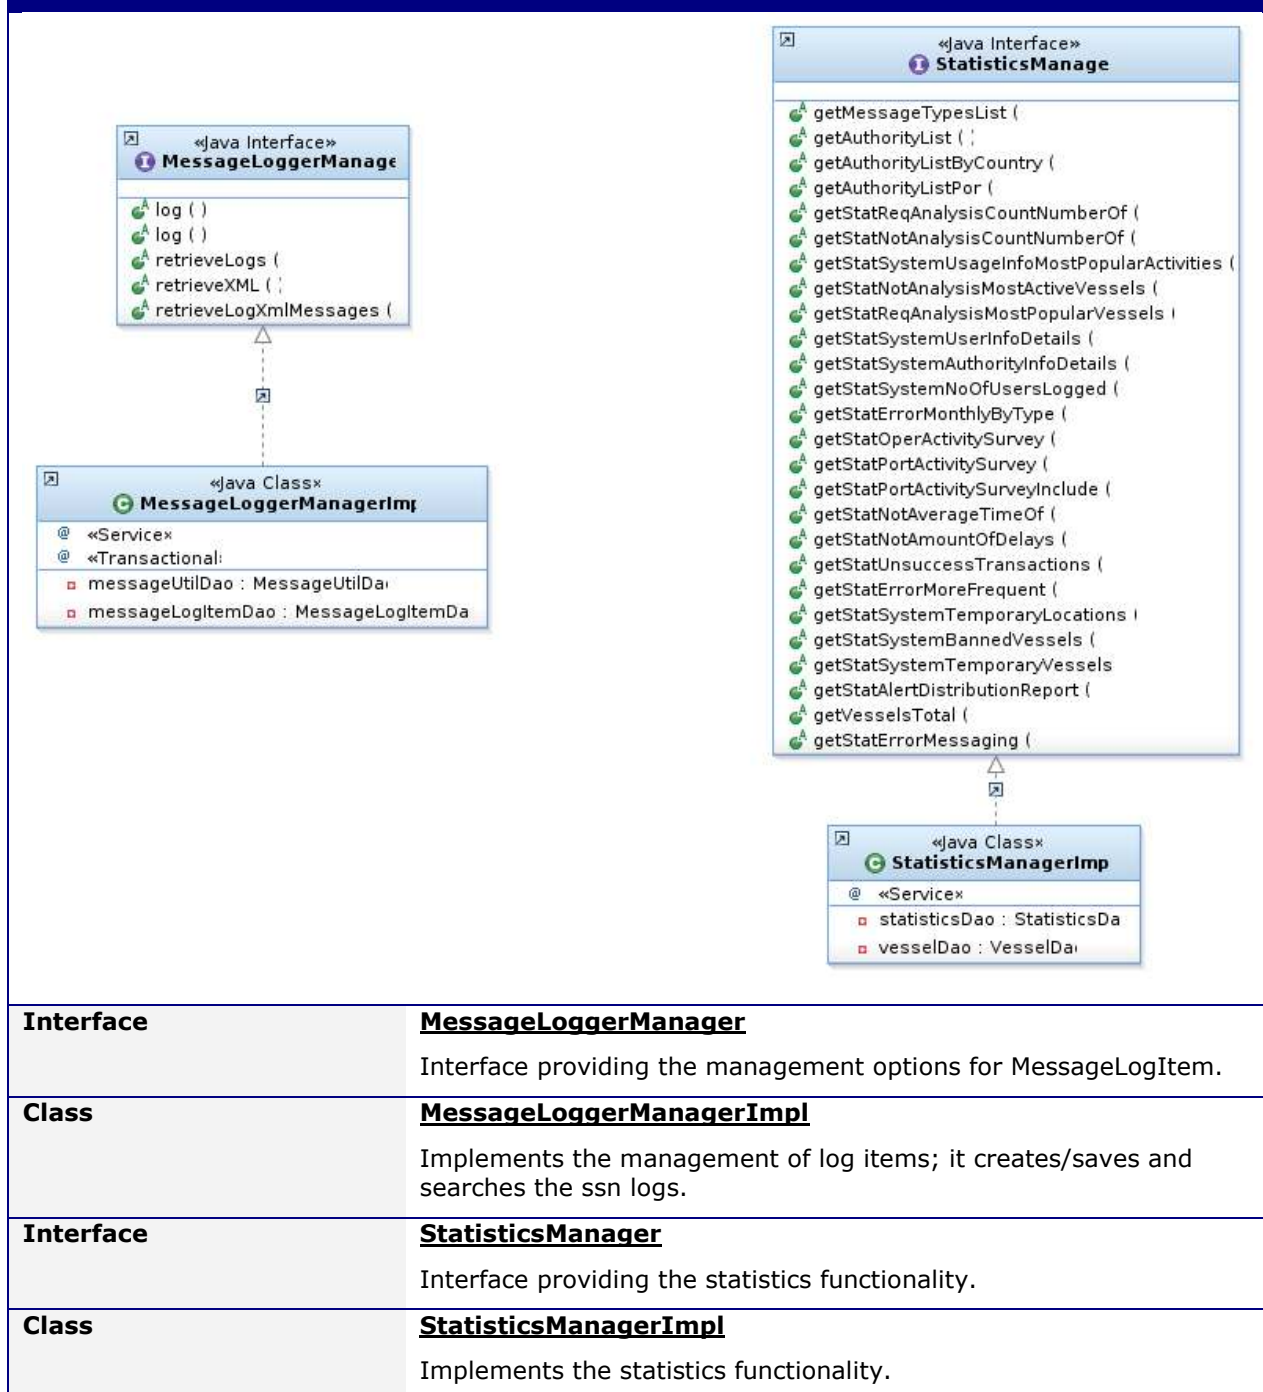 «Java Interface»
MessageLoggerManage
log ( )
log ( )
retrieveLogs (
retrieveXML (
retrieveLogXmlMessages (
«Java Class»
MessageLoggerManagerImp
@ «Service»
@ «Transactional»
messageUtilDao : MessageUtilDa
messageLogItemDao : MessageLogItemDa
«Java Interface»
StatisticsManage
getMessageTypesList (
getAuthorityList (
getAuthorityListByCountry (
getAuthorityListPor (
getStatReqAnalysisCountNumberOf (
getStatNotAnalysisCountNumberOf (
getStatSystemUsageInfoMostPopularActivities (
getStatNotAnalysisMostActiveVessels (
getStatReqAnalysisMostPopularVessels (
getStatSystemUserInfoDetails (
getStatSystemAuthorityInfoDetails (
getStatSystemNoOfUsersLogged (
getStatErrorMonthlyByType (
getStatOperActivitySurvey (
getStatPortActivitySurvey (
getStatPortActivitySurveyInclude (
getStatNotAverageTimeOf (
getStatNotAmountOfDelays (
getStatUnsuccessTransactions (
getStatErrorMoreFrequent (
getStatSystemTemporaryLocations (
getStatSystemBannedVessels (
getStatSystemTemporaryVessels
getStatAlertDistributionReport (
getVesselsTotal (
getStatErrorMessaging (
«Java Class»
StatisticsManagerImp
@ «Service»
statisticsDao : StatisticsDa
vesselDao : VesselDa
Interface
MessageLoggerManager
Interface providing the management options for MessageLogItem.
Class
MessageLoggerManagerImpl
Implements the management of log items; it creates/saves and
searches the ssn logs.
Interface
StatisticsManager
Interface providing the statistics functionality.
Class
StatisticsManagerImpl
Implements the statistics functionality.